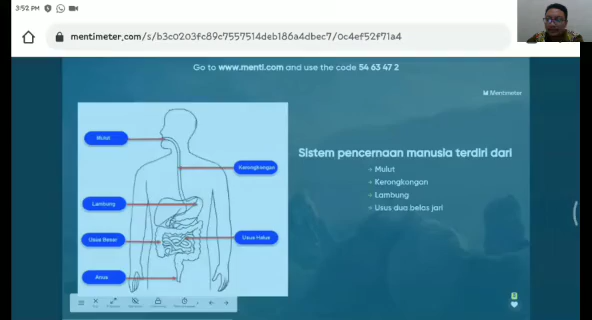 3:52 PM
mentimeter.com/s/b3c0203fc89c7557514deb186a4dbec7/0c4ef52f71a4
Go to www.menti.com and use the code 54 63 47 2
Mentimeter
Mulut
Kerongkongan
Lambung
Usus Besar
Usus Halus
Anus
Sistem pencernaan manusia terdiri dari
Mulut
Kerongkongan
Lambung
Usus dua belas jari